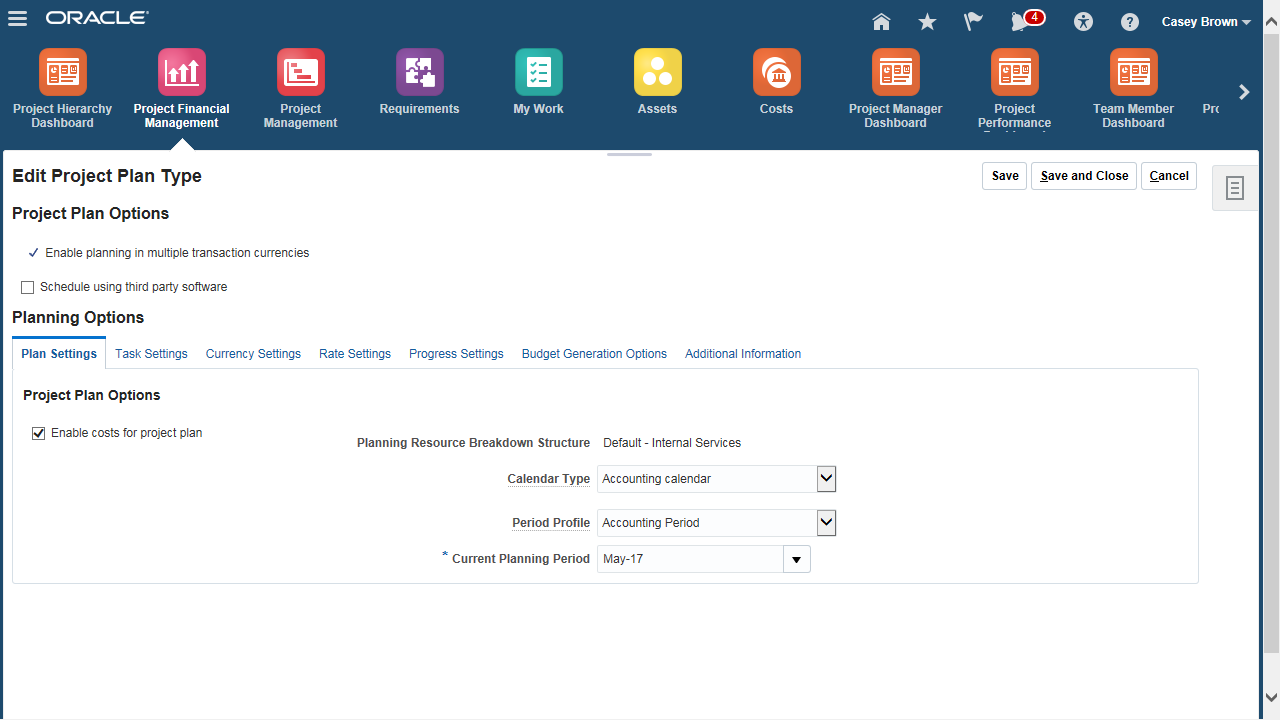 ORACLE
4
Casey Brown
Project Hierarchy Dashboard
Project Financial Management
Project Management
Requirements
My Work
Assets
Costs
Project Manager Dashboard
Project Performance
Team Member Dashboard
Edit Project Plan Type
Save
Save and Close
Cancel
Project Plan Options
Enable planning in multiple transaction currencies
Schedule using third party software
Planning Options
Plan Settings
Task Settings
Currency Settings
Rate Settings
Progress Settings
Budget Generation Options
Additional Information
Project Plan Options
Enable costs for project plan
Planning Resource Breakdown Structure Default - Internal Services
Calendar Type Accounting calendar
Period Profile Accounting Period
* Current Planning Period May-17